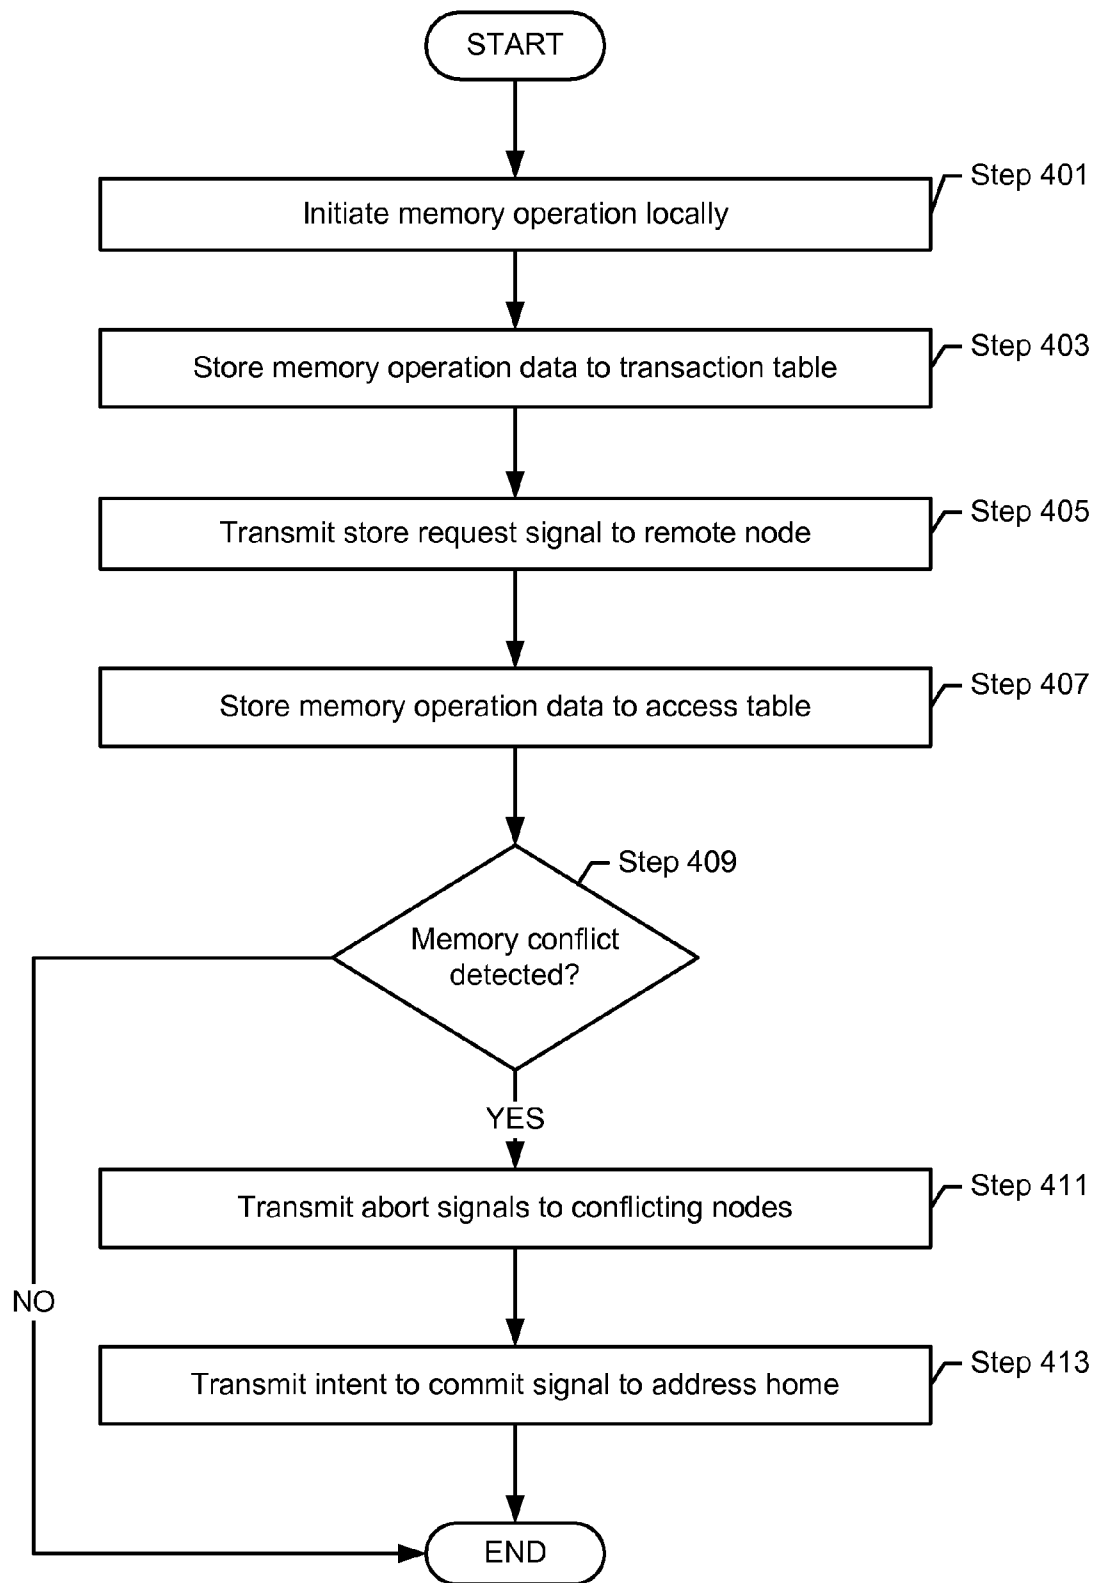 START
Step 401
Initiate memory operation locally
Step 403
Store memory operation data to transaction table
Step 405
Transmit store request signal to remote node
Step 407
Store memory operation data to access table
Step 409
Memory conflict
detected?
YES
Step 411
Transmit abort signals to conflicting nodes
NO
Step 413
Transmit intent to commit signal to address home
END